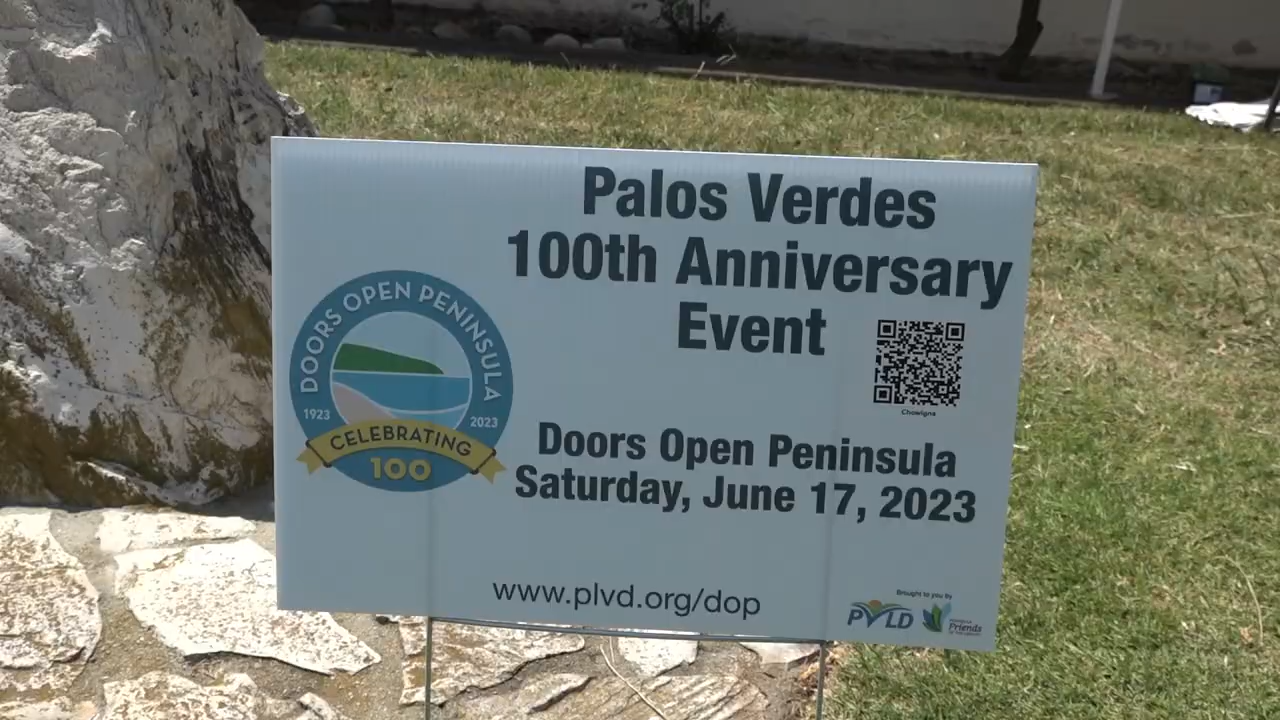 Palos Verdes
100th Anniversary
Event
DOORS OPEN PENINSULA
1923
2023
CELEBRATING
100
Chowigna
Doors Open Peninsula
Saturday, June 17, 2023
www.plvd.org/dop
Brought to you by
PVLD
Friends